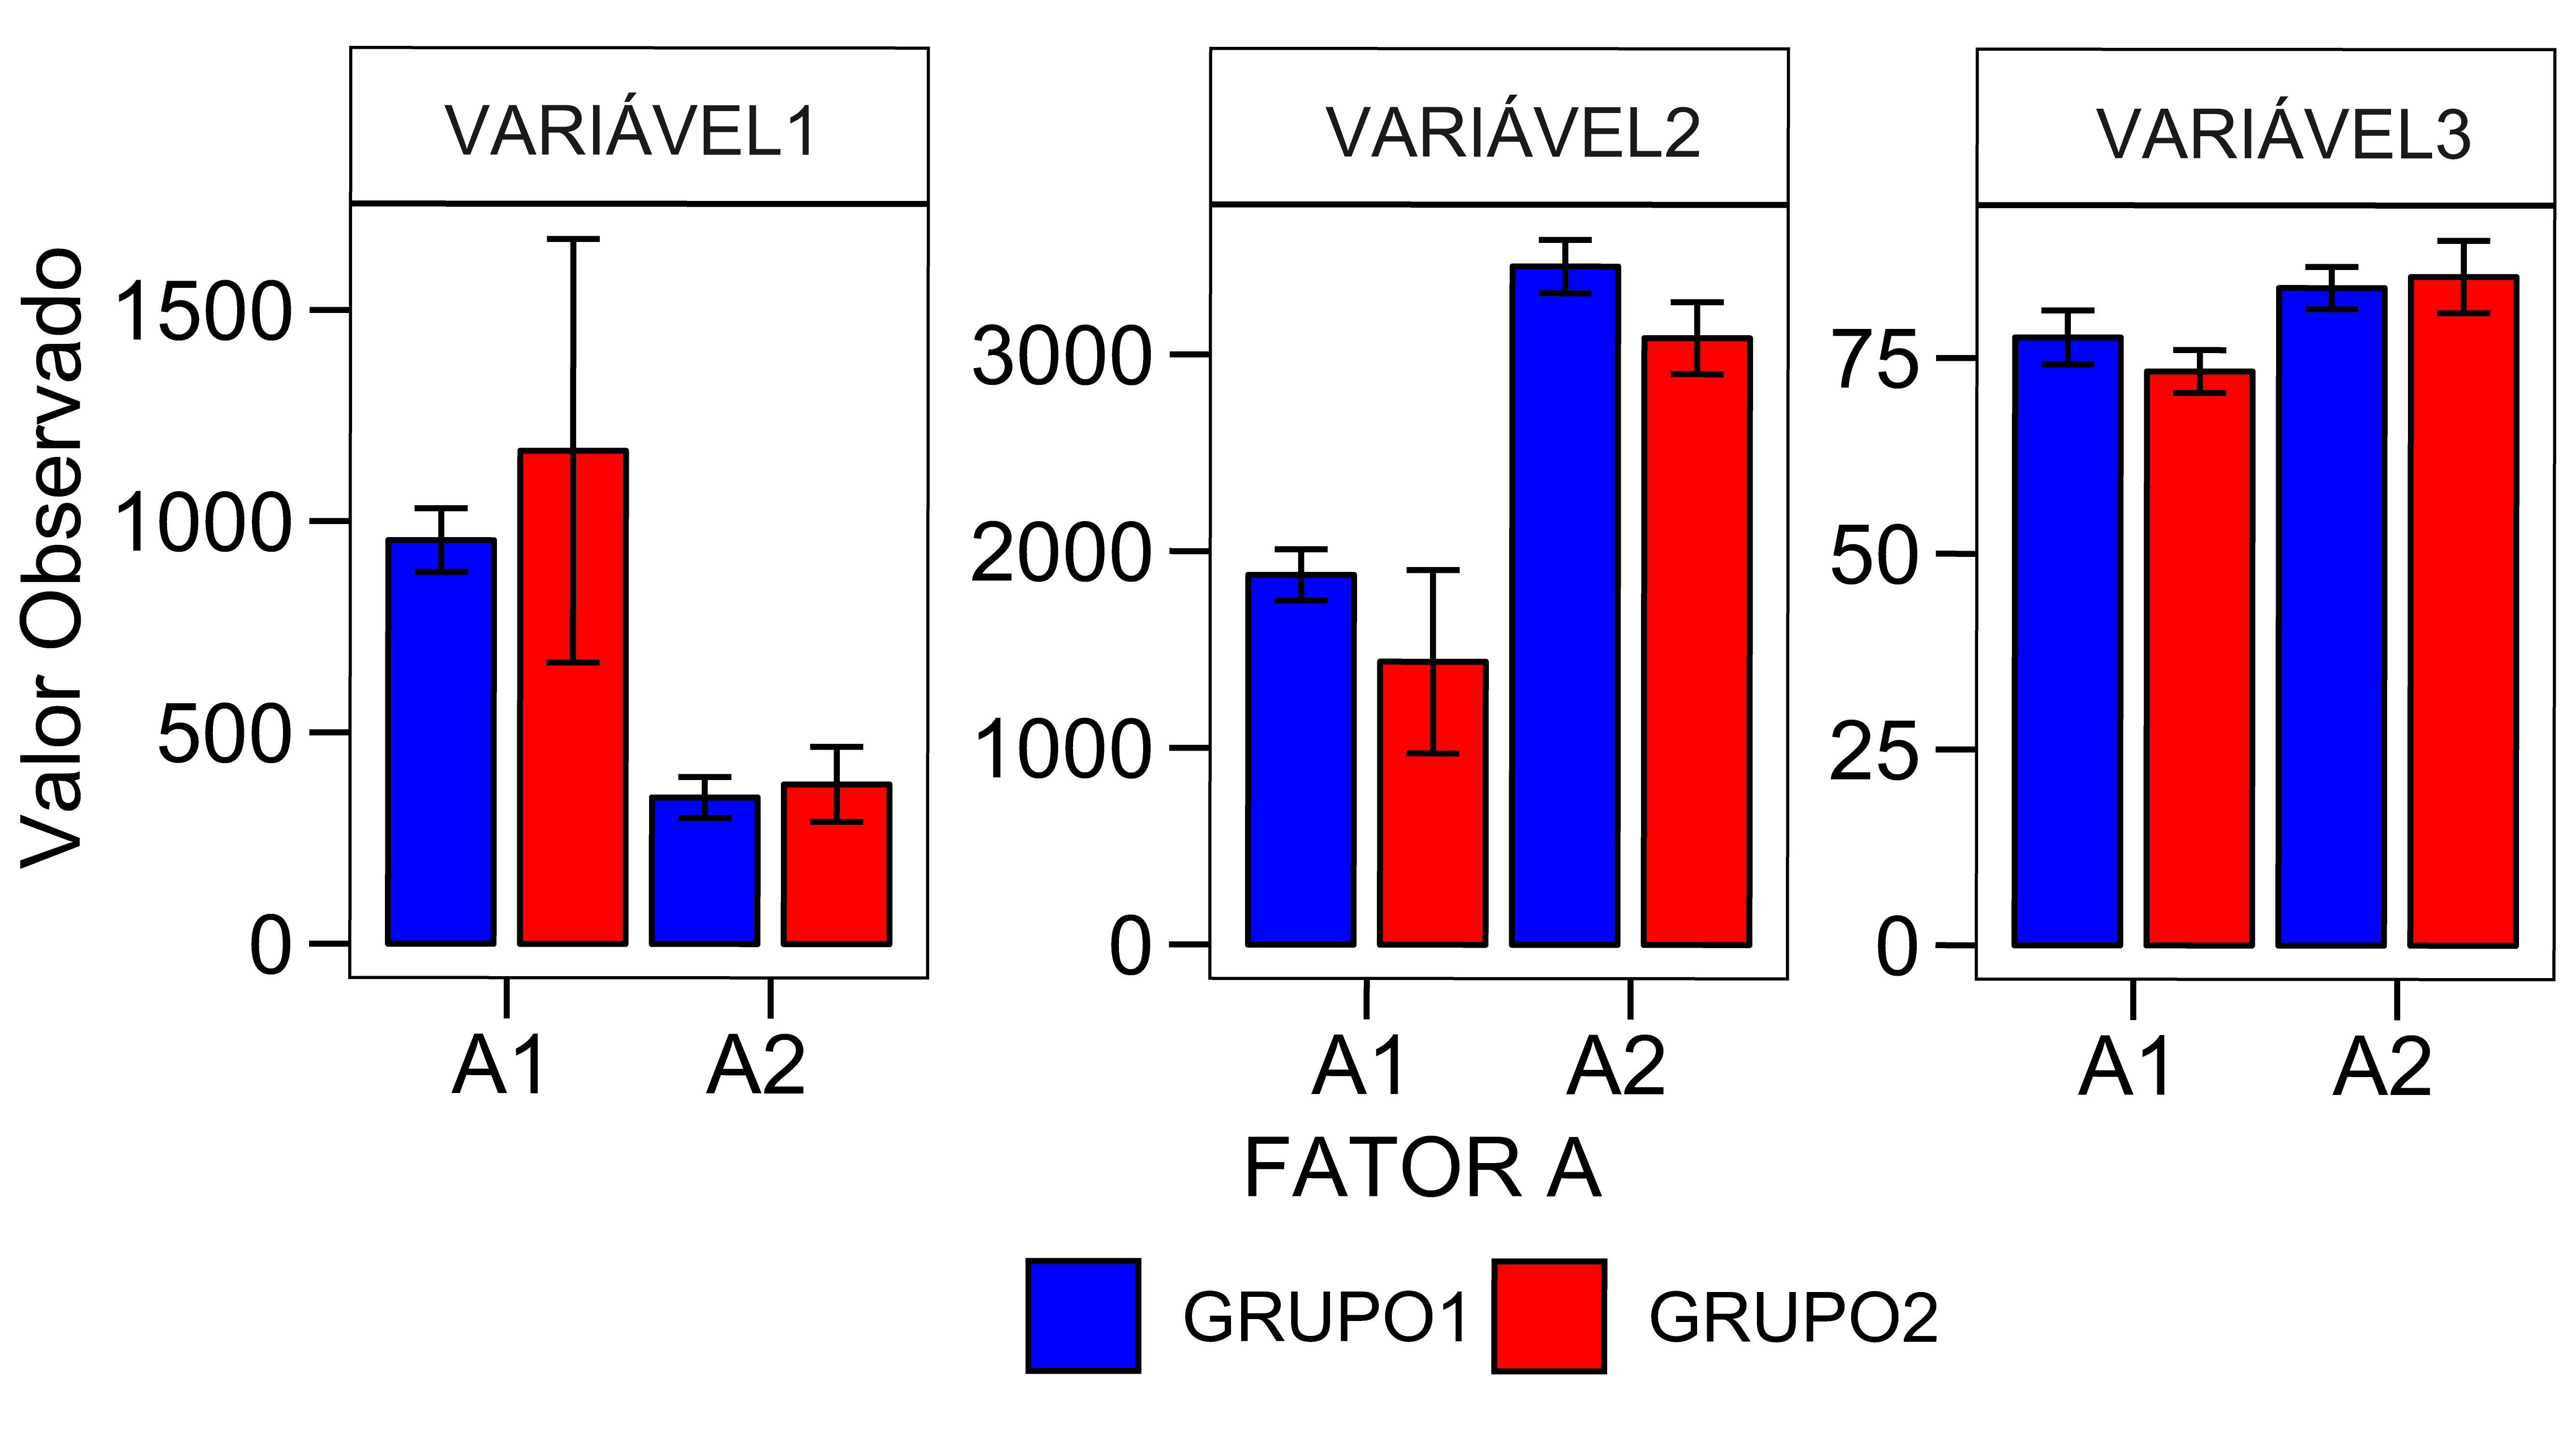 VARIÁVEL1
VARIÁVEL2
VARIÁVEL3
Valor Observado
1500
1000
500
0
3000
2000
1000
0
75
50
25
0
A1
A2
A1
A2
A1
A2
FATOR A
GRUPO1
GRUPO2